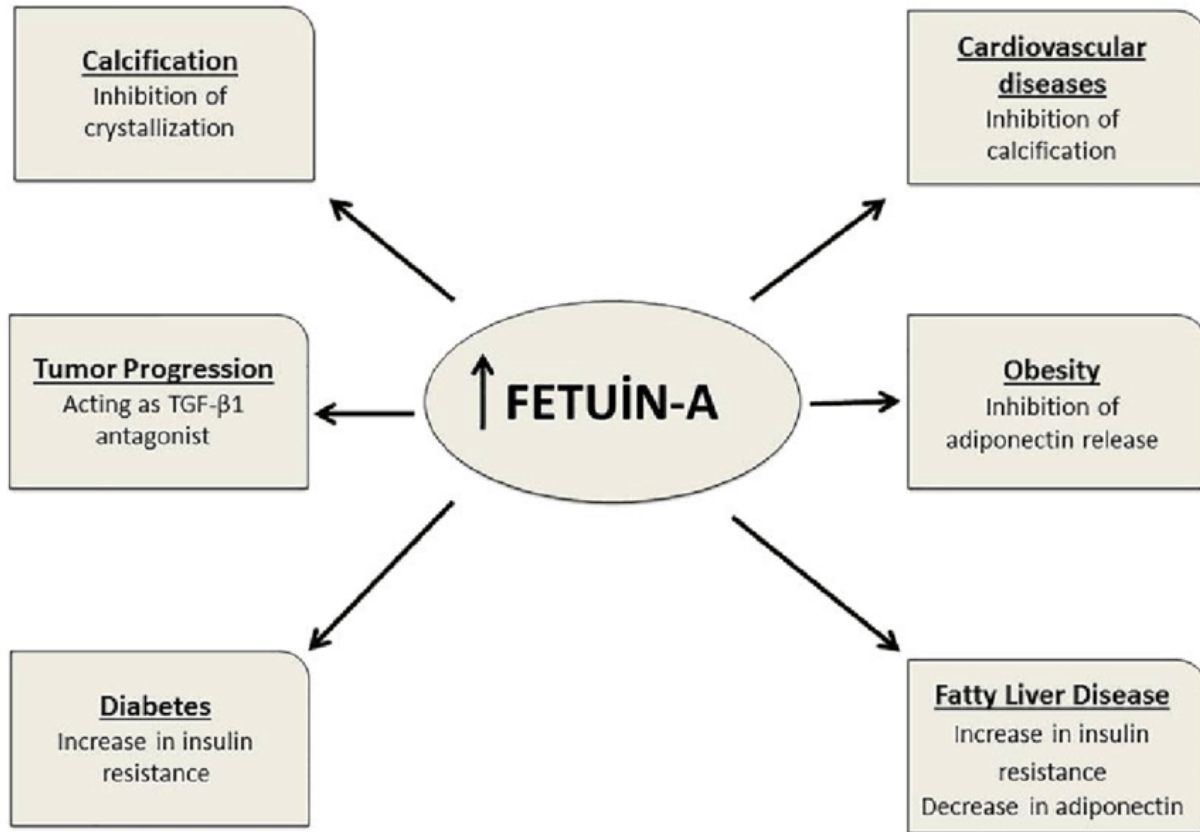 Calcification
Inhibition of
crystallization
Cardiovascular
diseases
Inhibition of
calcification
Tumor Progression
Acting as TGF-β1
antagonist
↑ FETUİN-A
Obesity
Inhibition of
adiponectin release
Diabetes
Increase in insulin
resistance
Fatty Liver Disease
Increase in insulin
resistance
Decrease in adiponectin